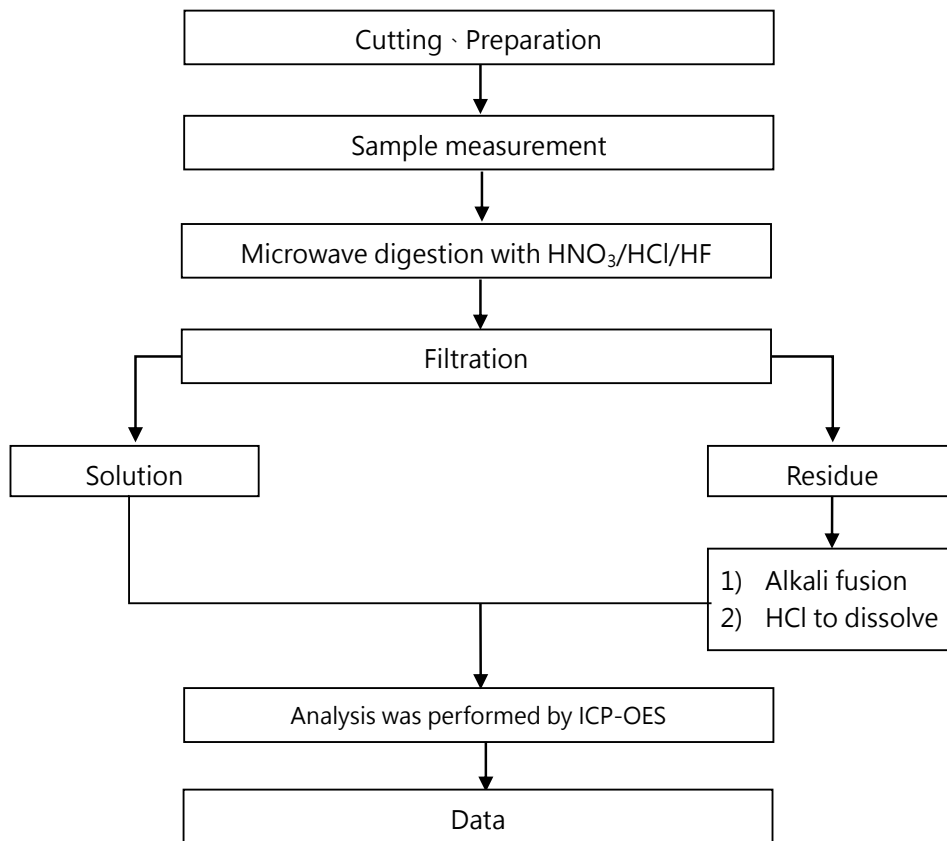 Cutting、Preparation
Sample measurement
Microwave digestion with HNO₃/HCl/HF
Filtration
Solution
Residue
1) Alkali fusion
2) HCl to dissolve
Analysis was performed by ICP-OES
Data